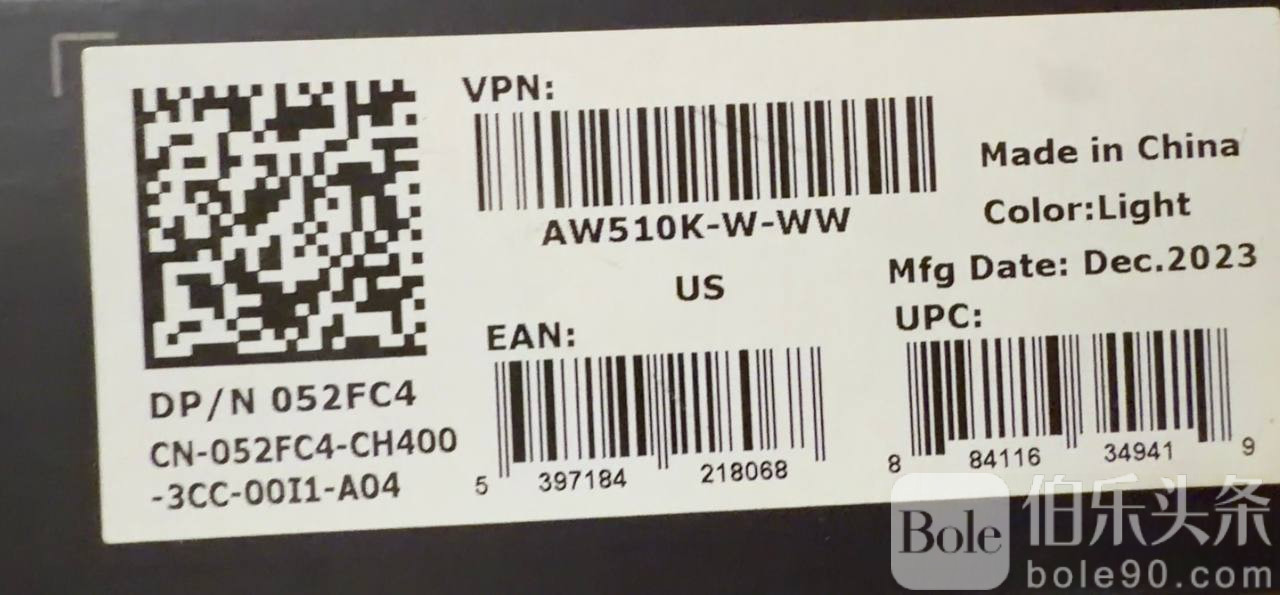 VPN:
AW510K-W-WW
US
Made in China
Color:Light
Mfg Date: Dec.2023
EAN:
5 397184 218068
UPC:
8 84116 34941 9
DP/N 052FC4
CN-052FC4-CH400
-3CC-00I1-A04
Bole 伯乐头条
bole90.com